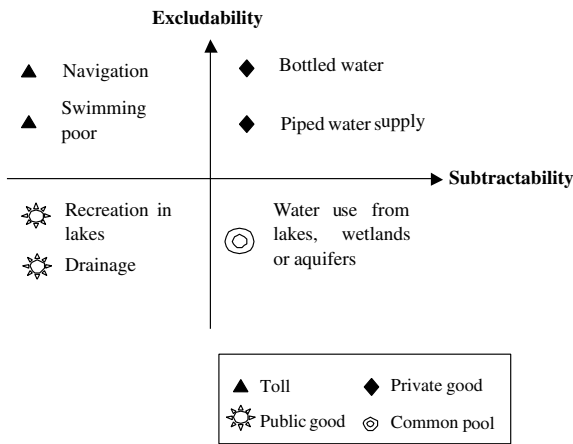 Excludability
Navigation
Bottled water
Swimming
poor
Piped water supply
Subtractability
Recreation in
lakes
Drainage
Water use from
lakes, wetlands
or aquifers
Toll
Private good
Public good
Common pool